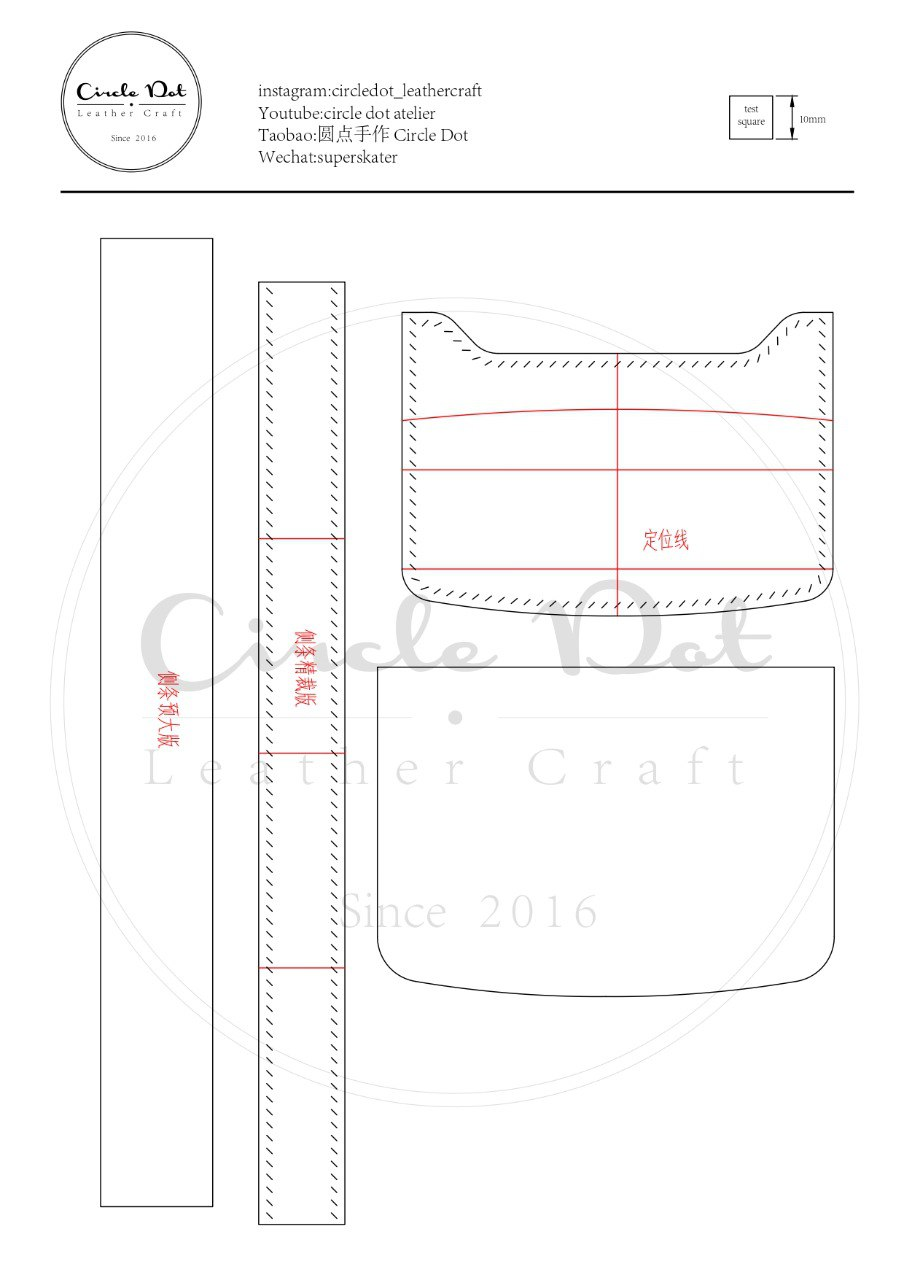 Circle Dot
Leather Craft
Since 2016
instagram:circledot_leathercraft
Youtube:circle dot atelier
Taobao:圆点手作 Circle Dot
Wechat:superskater
test
square
10mm
定位线
侧条精裁版
侧条预大版
Circle Dot
Leather Craft
Since 2016